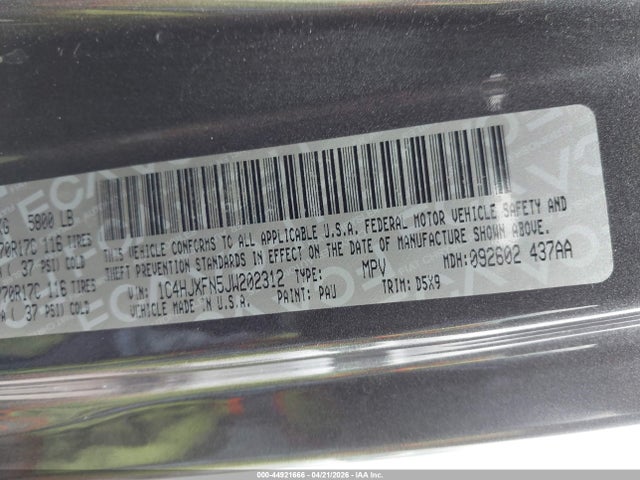 KG 5800 LB
70R17C 116 TIRES
( 37 PSI) COLD
70R17C 116 TIRES
A ( 37 PSI) COLD
THIS VEHICLE CONFORMS TO ALL APPLICABLE U.S.A. FEDERAL MOTOR VEHICLE SAFETY AND
THEFT PREVENTION STANDARDS IN EFFECT ON THE DATE OF MANUFACTURE SHOWN ABOVE.
VIN: 1C4HJXFN5JW202312 TYPE: MPV MDH: 092602 437AA
VEHICLE MADE IN U.S.A. PAINT: PAU TRIM: D5X9
000-44921666 - 04/21/2026 - IAA, Inc.